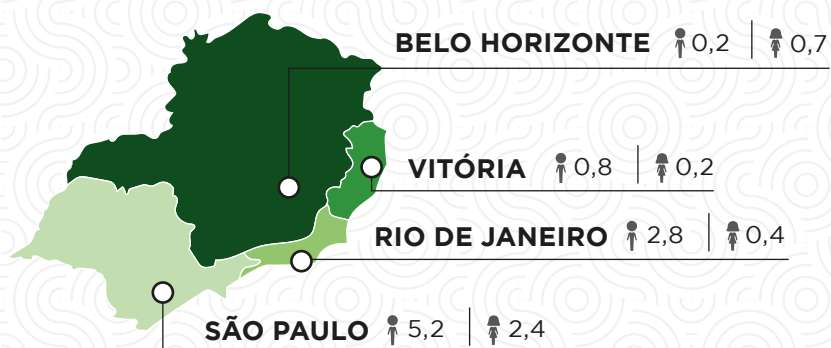 BELO HORIZONTE 0,2 0,7
VITÓRIA 0,8 0,2
RIO DE JANEIRO 2,8 0,4
SÃO PAULO 5,2 2,4